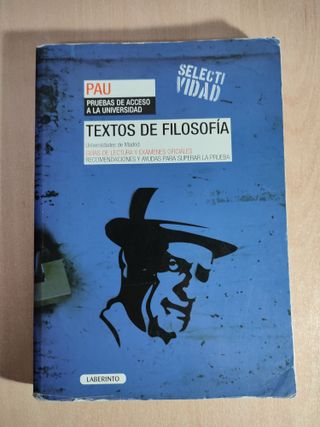 PAU
PRUEBAS DE ACCESO
A LA UNIVERSIDAD
SELECTI
VIDAD
TEXTOS DE FILOSOFÍA
Universidades de Madrid
GUÍAS DE LECTURA Y EXÁMENES OFICIALES
RECOMENDACIONES Y AYUDAS PARA SUPERAR LA PRUEBA
LABERINTO